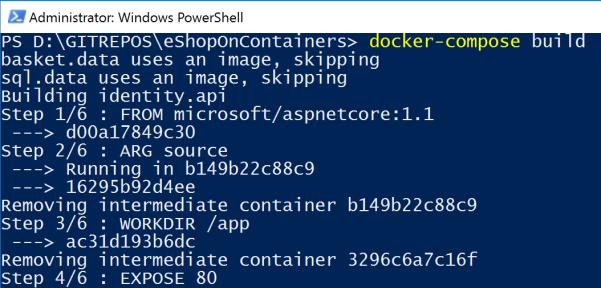 Administrator: Windows PowerShell
PS D:\GITREPOS\eShopOnContainers> docker-compose build
basket.data uses an image, skipping
sql.data uses an image, skipping
Building identity.api
Step 1/6 : FROM microsoft/aspnetcore:1.1
 ---> d00a17849c30
Step 2/6 : ARG source
 ---> Running in b149b22c88c9
 ---> 16295b92d4ee
Removing intermediate container b149b22c88c9
Step 3/6 : WORKDIR /app
 ---> ac31d193b6dc
Removing intermediate container 3296c6a7c16f
Step 4/6 : EXPOSE 80